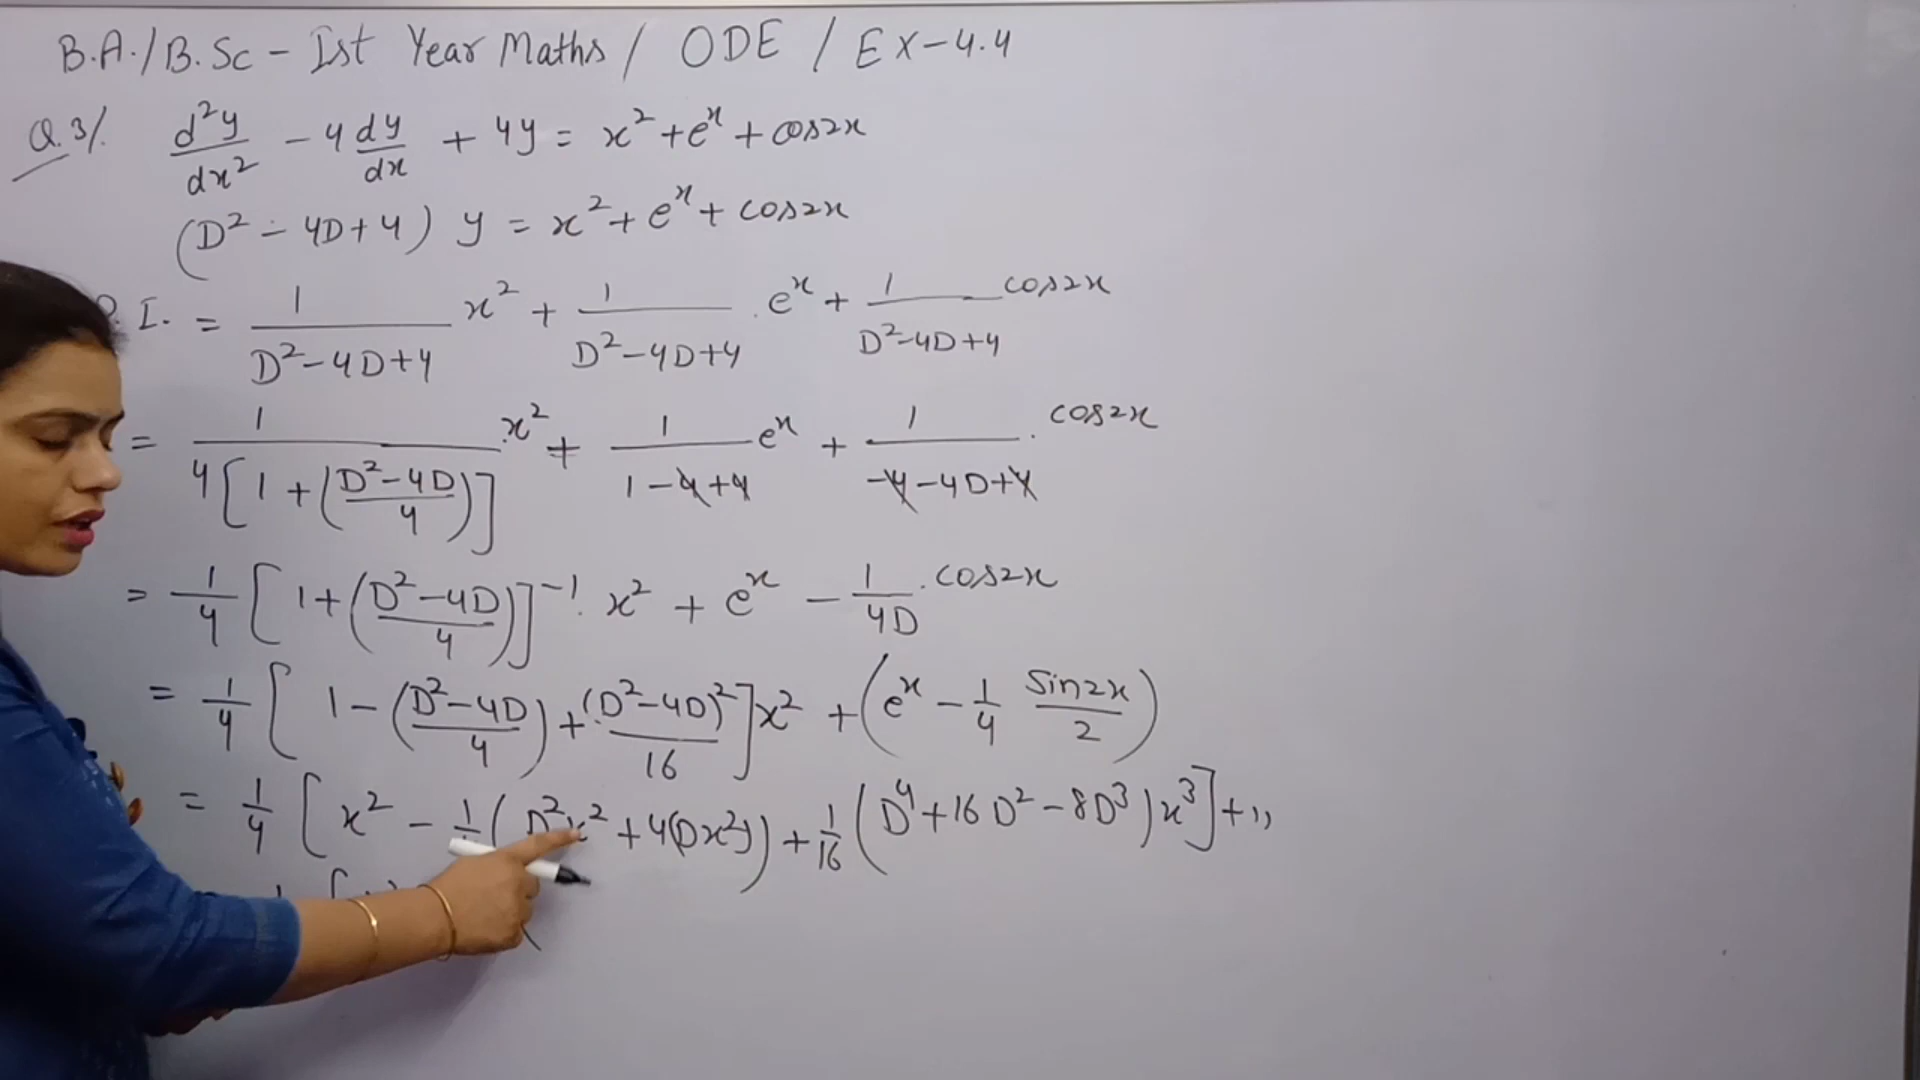 B.A./B.Sc - Ist Year Maths / ODE / EX-4.4
Q.3/. d²y/dx² - 4 dy/dx + 4y = x² + eˣ + cos2x
(D² - 4D + 4) y = x² + eˣ + cos2x
I. = 1/(D² - 4D + 4) x² + 1/(D² - 4D + 4) . eˣ + 1/(D² - 4D + 4) cos2x
= 1/(4[1 + ((D² - 4D)/4)]) . x² + 1/(1 - 4 + 4) eˣ + 1/(-4 - 4D + 4) . cos2x
= 1/4 [1 + ((D² - 4D)/4)]⁻¹ . x² + eˣ - 1/4D . cos2x
= 1/4 [1 - ((D² - 4D)/4) + (D² - 4D)²/16] x² + (eˣ - 1/4 sin2x/2)
= 1/4 [x² - 1/ (D²x² + 4(Dx²)) + 1/16 (D⁴ + 16D² - 8D³) x³] + ,,